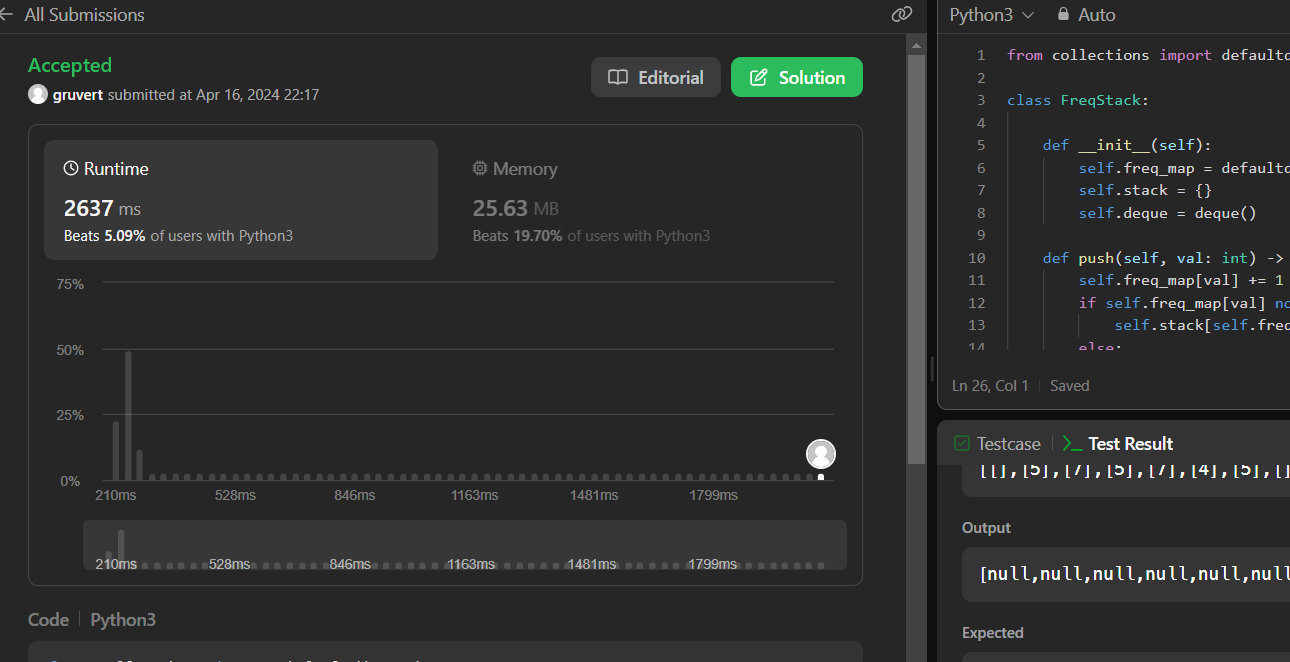 All Submissions
Accepted
gruvert submitted at Apr 16, 2024 22:17
Editorial
Solution
Runtime
2637 ms
Beats 5.09% of users with Python3
Memory
25.63 MB
Beats 19.70% of users with Python3
75%
50%
25%
0%
210ms 528ms 846ms 1163ms 1481ms 1799ms
210ms 528ms 846ms 1163ms 1481ms 1799ms
Code Python3
Python3 Auto
1 from collections import defaultd
2
3 class FreqStack:
4
5 def __init__(self):
6 self.freq_map = defaultd
7 self.stack = {}
8 self.deque = deque()
9
10 def push(self, val: int) ->
11 self.freq_map[val] += 1
12 if self.freq_map[val] no
13 self.stack[self.freq
14 else:
Ln 26, Col 1 Saved
Testcase Test Result
[[],[5],[7],[5],[7],[4],[5],[]
Output
[null,null,null,null,null,null
Expected